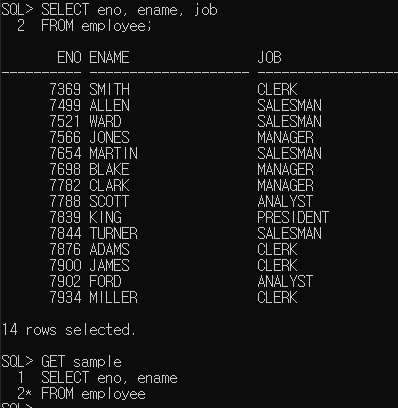 SQL> SELECT eno, ename, job
  2  FROM employee;
       ENO ENAME                JOB
---------- -------------------- ------------------
      7369 SMITH                CLERK
      7499 ALLEN                SALESMAN
      7521 WARD                 SALESMAN
      7566 JONES                MANAGER
      7654 MARTIN               SALESMAN
      7698 BLAKE                MANAGER
      7782 CLARK                MANAGER
      7788 SCOTT                ANALYST
      7839 KING                 PRESIDENT
      7844 TURNER               SALESMAN
      7876 ADAMS                CLERK
      7900 JAMES                CLERK
      7902 FORD                 ANALYST
      7934 MILLER               CLERK
14 rows selected.
SQL> GET sample
  1  SELECT eno, ename
  2* FROM employee
SQL>